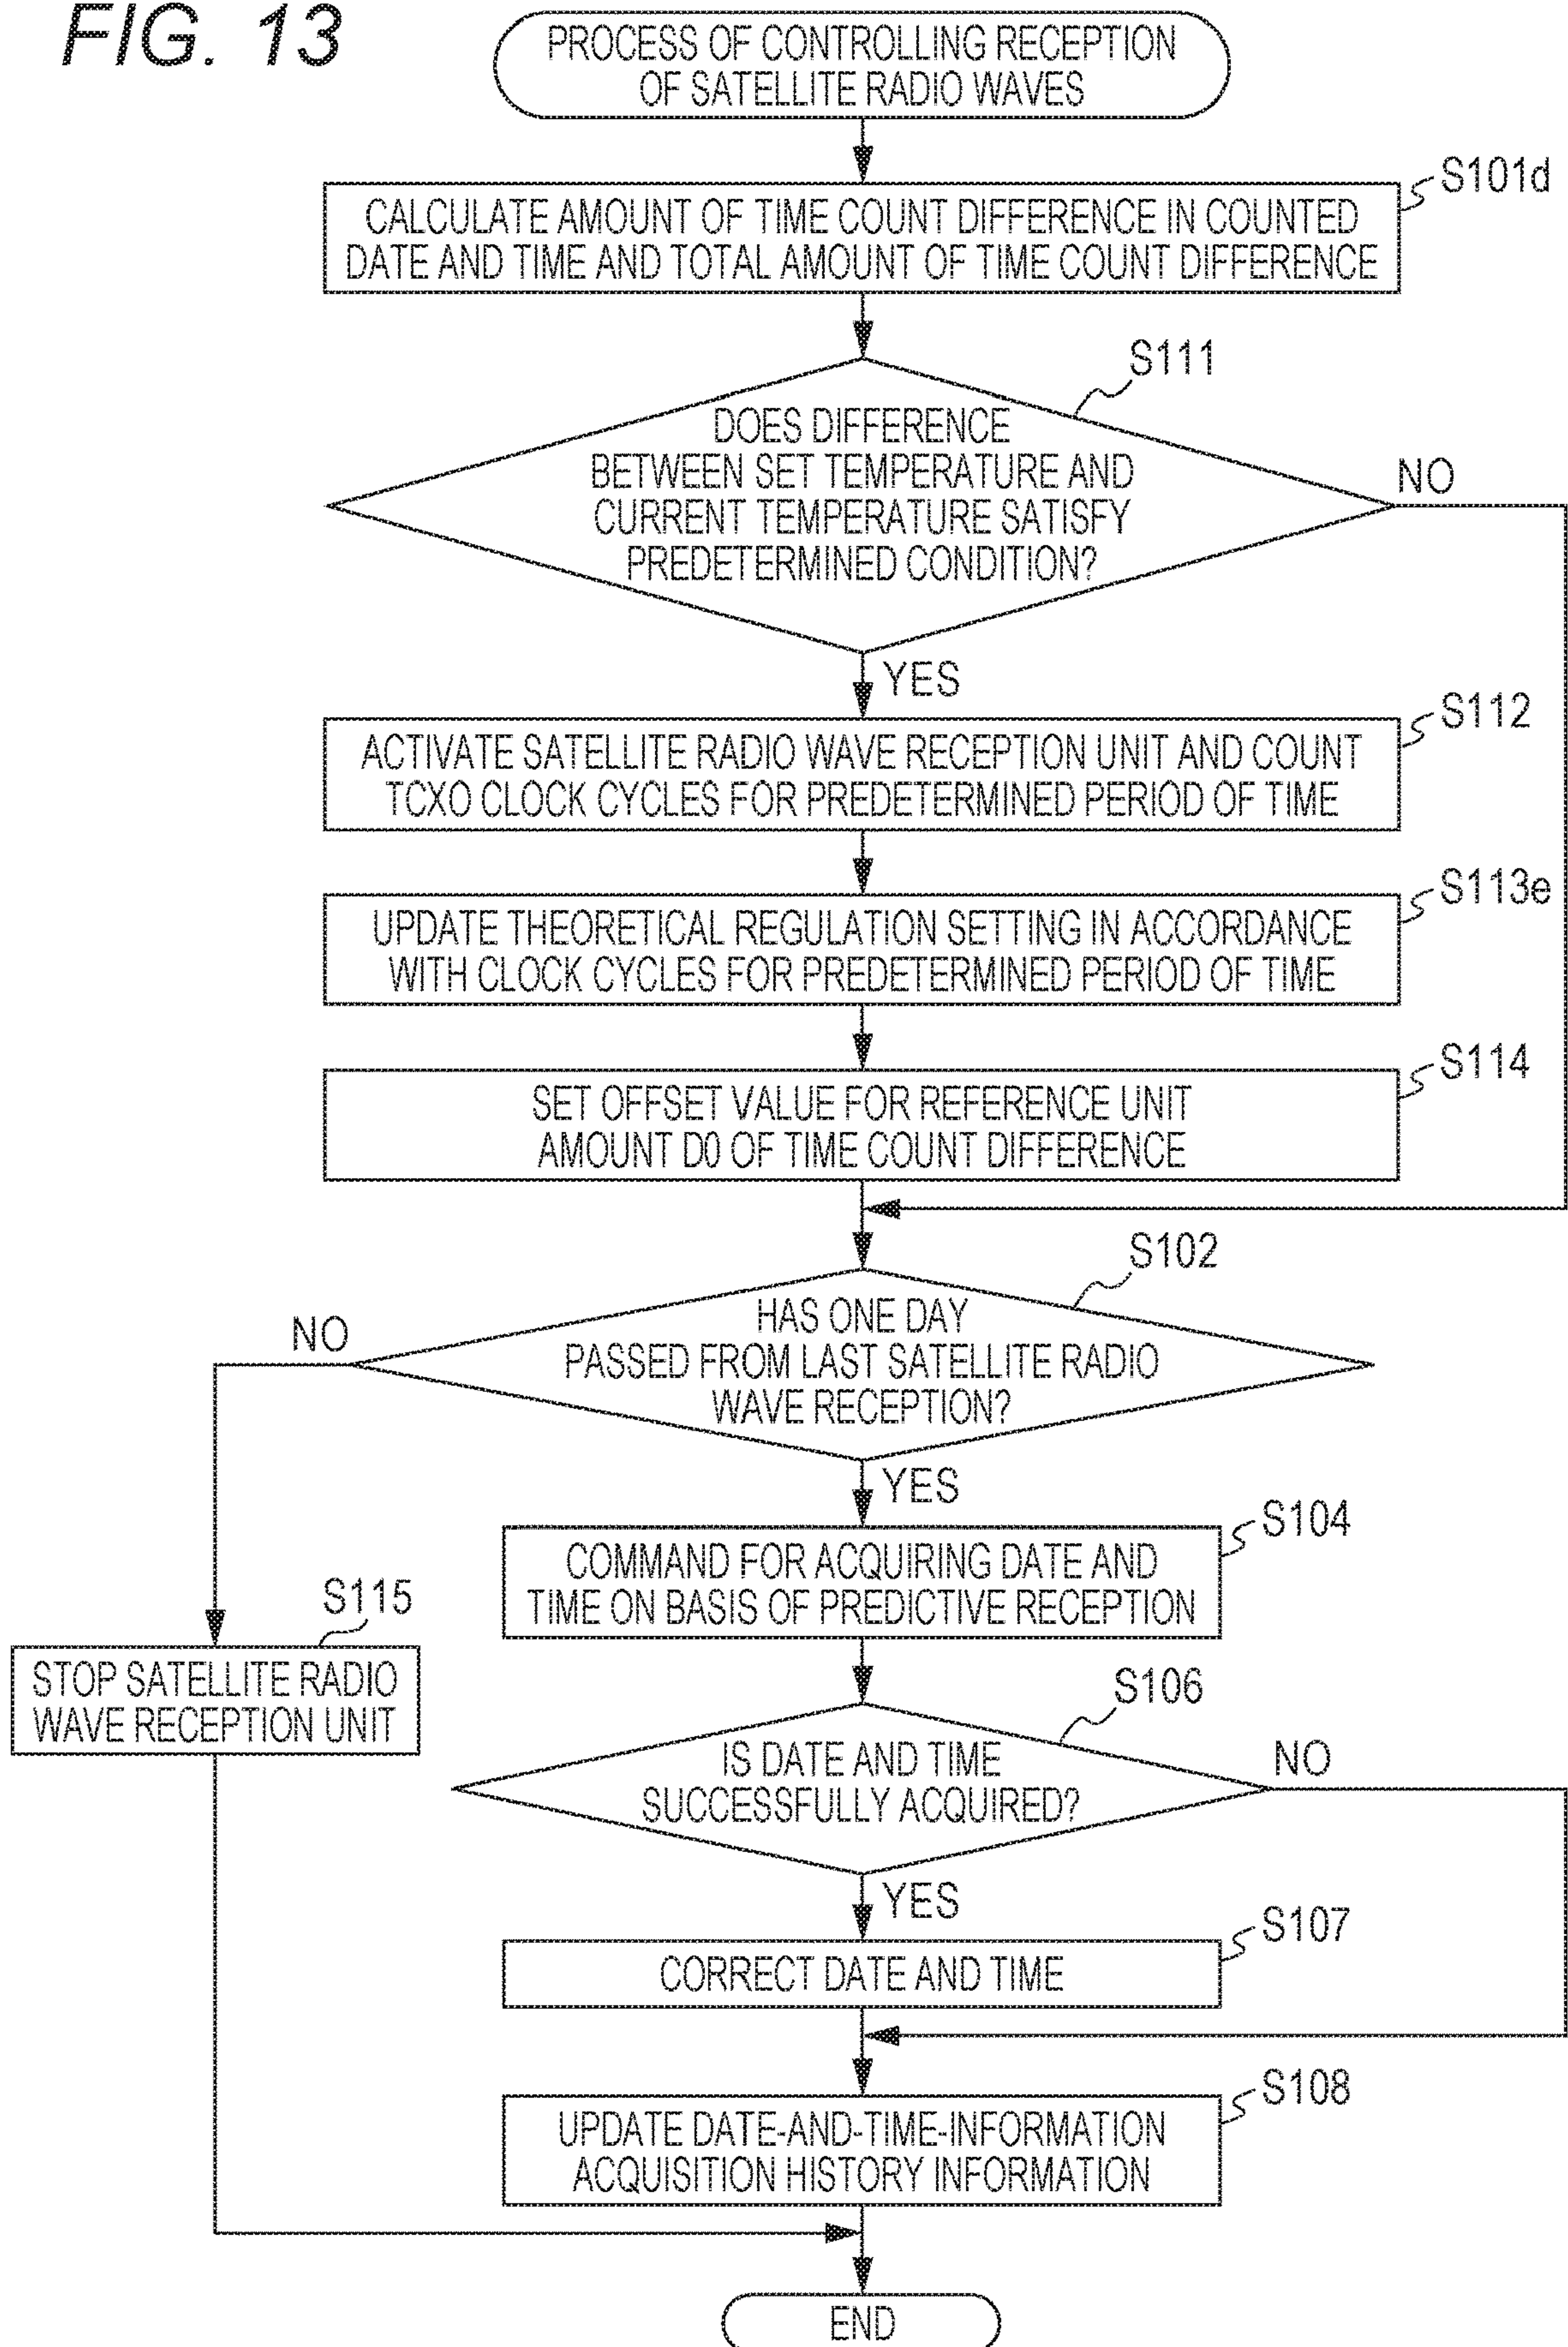 FIG. 13
PROCESS OF CONTROLLING RECEPTION
OF SATELLITE RADIO WAVES
S101d
CALCULATE AMOUNT OF TIME COUNT DIFFERENCE IN COUNTED
DATE AND TIME AND TOTAL AMOUNT OF TIME COUNT DIFFERENCE
S111
DOES DIFFERENCE
BETWEEN SET TEMPERATURE AND
CURRENT TEMPERATURE SATISFY
PREDETERMINED CONDITION?
NO
YES
S112
ACTIVATE SATELLITE RADIO WAVE RECEPTION UNIT AND COUNT
TCXO CLOCK CYCLES FOR PREDETERMINED PERIOD OF TIME
S113e
UPDATE THEORETICAL REGULATION SETTING IN ACCORDANCE
WITH CLOCK CYCLES FOR PREDETERMINED PERIOD OF TIME
S114
SET OFFSET VALUE FOR REFERENCE UNIT
AMOUNT D0 OF TIME COUNT DIFFERENCE
S102
HAS ONE DAY
PASSED FROM LAST SATELLITE RADIO
WAVE RECEPTION?
NO
YES
S104
COMMAND FOR ACQUIRING DATE AND
TIME ON BASIS OF PREDICTIVE RECEPTION
S115
STOP SATELLITE RADIO
WAVE RECEPTION UNIT
S106
IS DATE AND TIME
SUCCESSFULLY ACQUIRED?
NO
YES
S107
CORRECT DATE AND TIME
S108
UPDATE DATE-AND-TIME-INFORMATION
ACQUISITION HISTORY INFORMATION
END